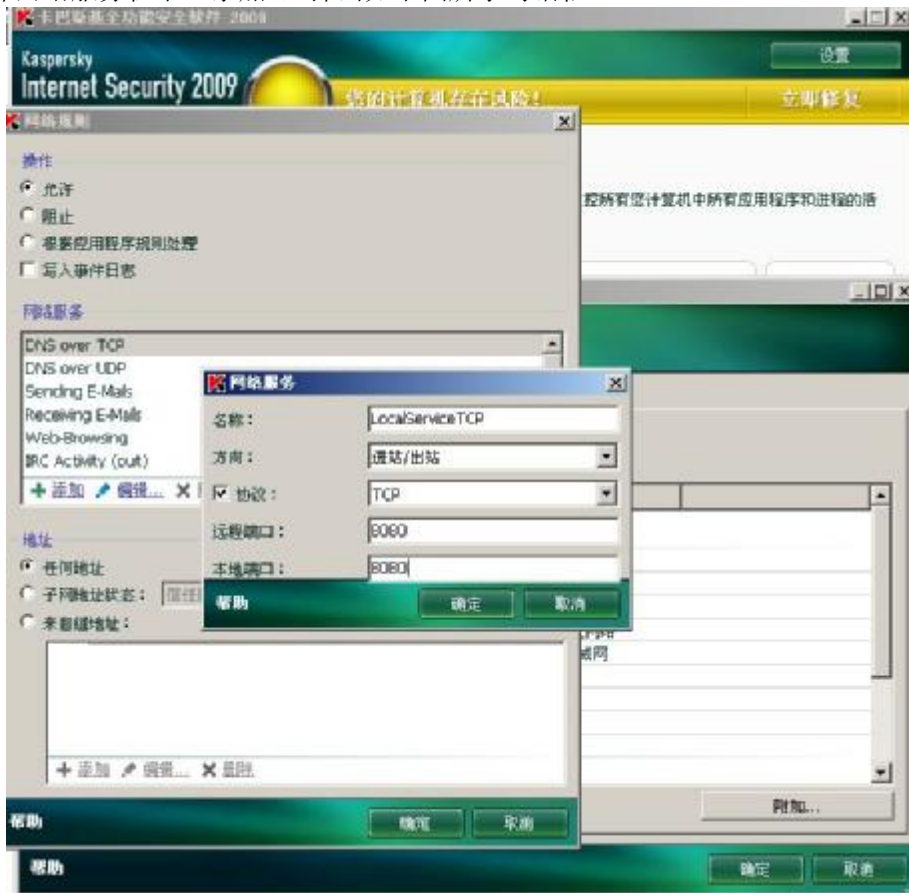 卡巴斯基全功能安全软件 2009
Kaspersky
Internet Security 2009
设置
您的计算机存在风险！
立即修复
控所有您计算机中所有应用程序和进程的活
网络规则
操作
允许
阻止
根据应用程序规则处理
写入事件日志
网络服务
DNS over TCP
DNS over UDP
Sending E-Mails
Receiving E-Mails
Web-Browsing
IRC Activity (out)
添加 编辑...
网络服务
名称：
LocalServiceTCP
方向：
进站/出站
协议：
TCP
远程端口：
8080
本地端口：
8080
帮助
确定
取消
地址
任何地址
子网地址状态：
来自组地址：
域网
添加 编辑... 删除
附加...
帮助
确定
取消
帮助
确定
取消